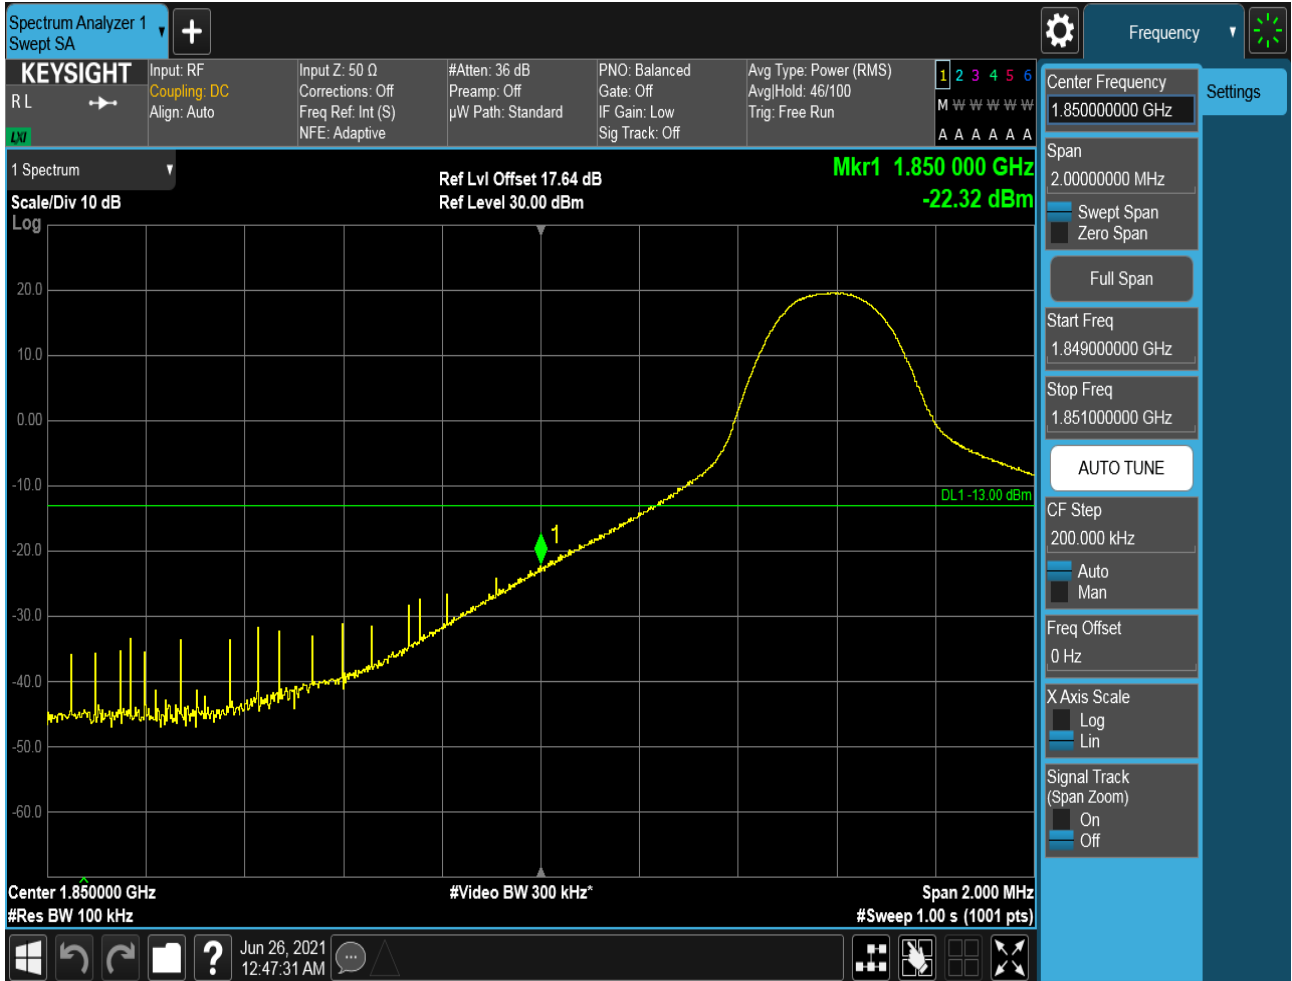 Spectrum Analyzer 1
Swept SA
+
Frequency
KEYSIGHT
R L
LXI
Input: RF
Coupling: DC
Align: Auto
Input Z: 50 Ω
Corrections: Off
Freq Ref: Int (S)
NFE: Adaptive
#Atten: 36 dB
Preamp: Off
µW Path: Standard
PNO: Balanced
Gate: Off
IF Gain: Low
Sig Track: Off
Avg Type: Power (RMS)
Avg|Hold: 46/100
Trig: Free Run
1 2 3 4 5 6
M W W W W W
A A A A A A
1 Spectrum
Scale/Div 10 dB
Log
Ref Lvl Offset 17.64 dB
Ref Level 30.00 dBm
Mkr1 1.850 000 GHz
-22.32 dBm
20.0
10.0
0.00
-10.0
-20.0
-30.0
-40.0
-50.0
-60.0
DL1 -13.00 dBm
1
Center 1.850000 GHz
#Res BW 100 kHz
#Video BW 300 kHz*
Span 2.000 MHz
#Sweep 1.00 s (1001 pts)
?
Jun 26, 2021
12:47:31 AM
Center Frequency
1.850000000 GHz
Settings
Span
2.00000000 MHz
Swept Span
Zero Span
Full Span
Start Freq
1.849000000 GHz
Stop Freq
1.851000000 GHz
AUTO TUNE
CF Step
200.000 kHz
Auto
Man
Freq Offset
0 Hz
X Axis Scale
Log
Lin
Signal Track
(Span Zoom)
On
Off